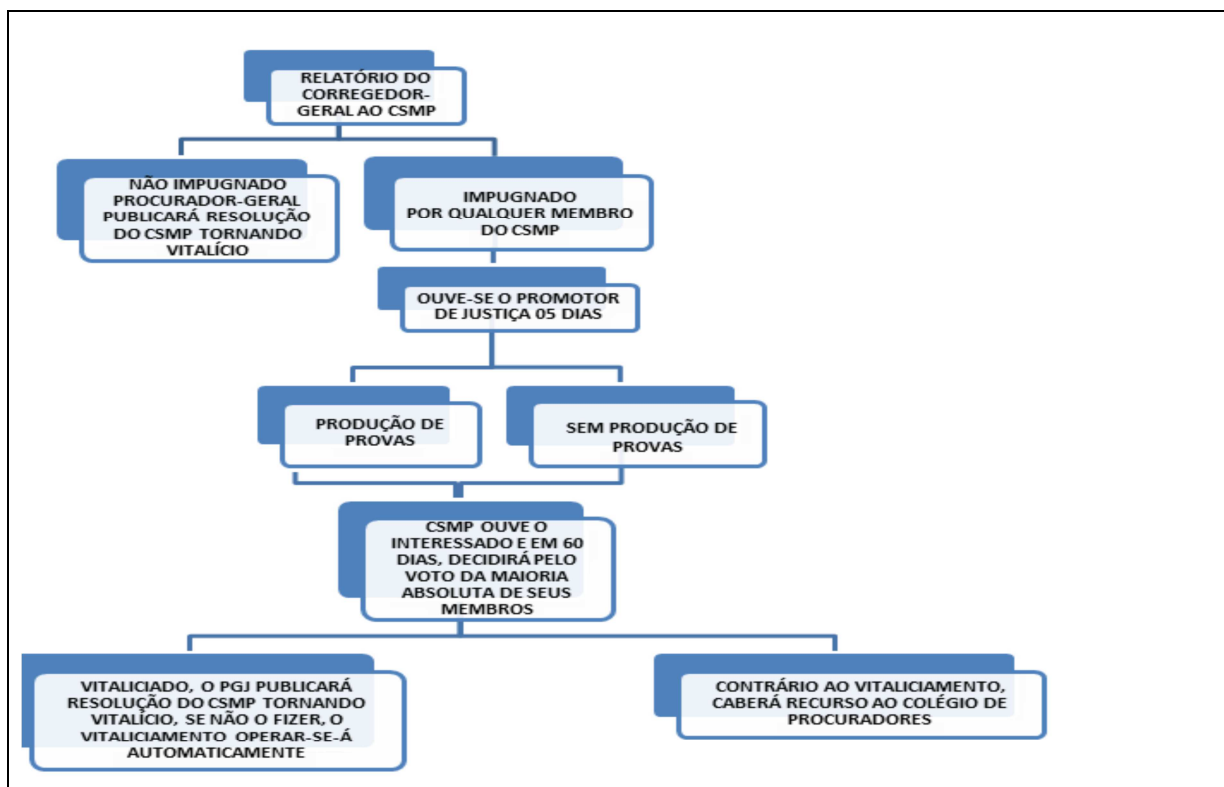 RELATÓRIO DO
CORREGEDOR-
GERAL AO CSMP
NÃO IMPUGNADO
PROCURADOR-GERAL
PUBLICARÁ RESOLUÇÃO
DO CSMP TORNANDO
VITALÍCIO
IMPUGNADO
POR QUALQUER MEMBRO
DO CSMP
OUVE-SE O PROMOTOR
DE JUSTIÇA 05 DIAS
PRODUÇÃO DE
PROVAS
SEM PRODUÇÃO DE
PROVAS
CSMP OUVE O
INTERESSADO E EM 60
DIAS, DECIDIRÁ PELO
VOTO DA MAIORIA
ABSOLUTA DE SEUS
MEMBROS
VITALICIADO, O PGJ PUBLICARÁ
RESOLUÇÃO DO CSMP TORNANDO
VITALÍCIO, SE NÃO O FIZER, O
VITALICIAMENTO OPERAR-SE-Á
AUTOMATICAMENTE
CONTRÁRIO AO VITALICIAMENTO,
CABERÁ RECURSO AO COLÉGIO DE
PROCURADORES